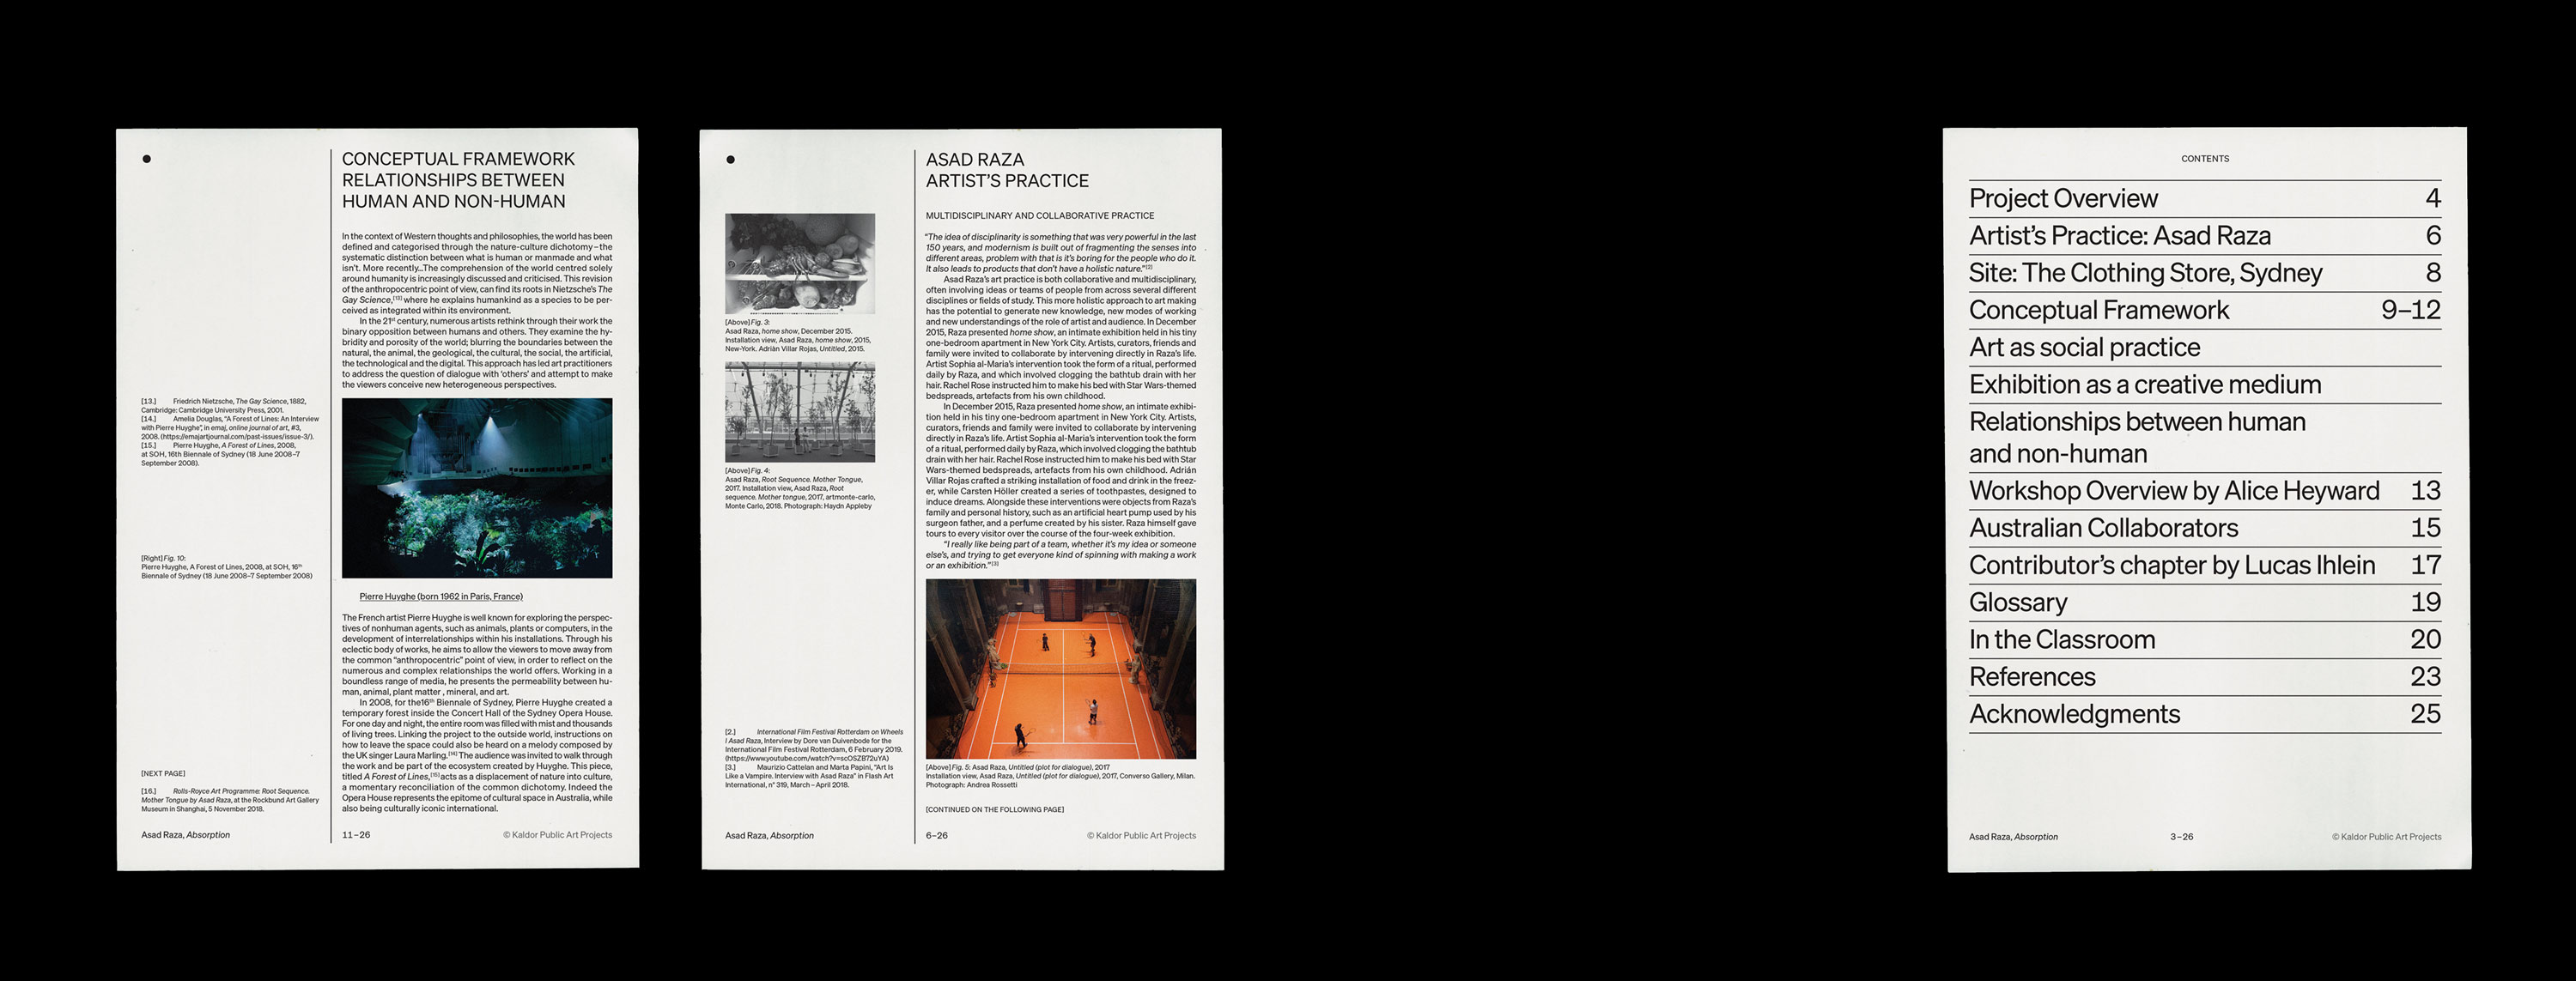 CONCEPTUAL FRAMEWORK
RELATIONSHIPS BETWEEN
HUMAN AND NON-HUMAN
In the context of Western thoughts and philosophies, the world has been
defined and categorised through the nature-culture dichotomy–the
systematic distinction between what is human or manmade and what
isn't. More recently...The comprehension of the world centred solely
around humanity is increasingly discussed and criticised. This revision
of the anthropocentric point of view, can find its roots in Nietzsche's The
Gay Science,[13] where he explains humankind as a species to be per-
ceived as integrated within its environment.
In the 21st century, numerous artists rethink through their work the
binary opposition between humans and others. They examine the hy-
bridity and porosity of the world; blurring the boundaries between the
natural, the animal, the geological, the cultural, the social, the artificial,
the technological and the digital. This approach has led art practitioners
to address the question of dialogue with 'others' and attempt to make
the viewers conceive new heterogeneous perspectives.
[13.] Friedrich Nietzsche, The Gay Science, 1882,
Cambridge: Cambridge University Press, 2001.
[14.] Amelia Douglas, "A Forest of Lines: An Interview
with Pierre Huyghe", in emaj, online journal of art, #3,
2008. (https://emajartjournal.com/past-issues/issue-3/).
[15.] Pierre Huyghe, A Forest of Lines, 2008,
at SOH, 16th Biennale of Sydney (18 June 2008–7
September 2008).
[Right] Fig. 10:
Pierre Huyghe, A Forest of Lines, 2008, at SOH, 16th
Biennale of Sydney (18 June 2008–7 September 2008)
Pierre Huyghe (born 1962 in Paris, France)
The French artist Pierre Huyghe is well known for exploring the perspec-
tives of nonhuman agents, such as animals, plants or computers, in the
development of interrelationships within his installations. Through his
eclectic body of works, he aims to allow the viewers to move away from
the common "anthropocentric" point of view, in order to reflect on the
numerous and complex relationships the world offers. Working in a
boundless range of media, he presents the permeability between hu-
man, animal, plant matter , mineral, and art.
In 2008, for the16th Biennale of Sydney, Pierre Huyghe created a
temporary forest inside the Concert Hall of the Sydney Opera House.
For one day and night, the entire room was filled with mist and thousands
of living trees. Linking the project to the outside world, instructions on
how to leave the space could also be heard on a melody composed by
the UK singer Laura Marling.[14] The audience was invited to walk through
the work and be part of the ecosystem created by Huyghe. This piece,
titled A Forest of Lines,[15] acts as a displacement of nature into culture,
a momentary reconciliation of the common dichotomy. Indeed the
Opera House represents the epitome of cultural space in Australia, while
also being culturally iconic international.
[NEXT PAGE]
[16.] Rolls-Royce Art Programme: Root Sequence.
Mother Tongue by Asad Raza, at the Rockbund Art Gallery
Museum in Shanghai, 5 November 2018.
Asad Raza, Absorption
11–26
© Kaldor Public Art Projects
ASAD RAZA
ARTIST'S PRACTICE
MULTIDISCIPLINARY AND COLLABORATIVE PRACTICE
"The idea of disciplinarity is something that was very powerful in the last
150 years, and modernism is built out of fragmenting the senses into
different areas, problem with that is it's boring for the people who do it.
It also leads to products that don't have a holistic nature."[2]
Asad Raza's art practice is both collaborative and multidisciplinary,
often involving ideas or teams of people from across several different
disciplines or fields of study. This more holistic approach to art making
has the potential to generate new knowledge, new modes of working
and new understandings of the role of artist and audience. In December
2015, Raza presented home show, an intimate exhibition held in his tiny
one-bedroom apartment in New York City. Artists, curators, friends and
family were invited to collaborate by intervening directly in Raza's life.
Artist Sophia al-Maria's intervention took the form of a ritual, performed
daily by Raza, and which involved clogging the bathtub drain with her
hair. Rachel Rose instructed him to make his bed with Star Wars-themed
bedspreads, artefacts from his own childhood.
In December 2015, Raza presented home show, an intimate exhibi-
tion held in his tiny one-bedroom apartment in New York City. Artists,
curators, friends and family were invited to collaborate by intervening
directly in Raza's life. Artist Sophia al-Maria's intervention took the form
of a ritual, performed daily by Raza, which involved clogging the bathtub
drain with her hair. Rachel Rose instructed him to make his bed with Star
Wars-themed bedspreads, artefacts from his own childhood. Adrián
Villar Rojas crafted a striking installation of food and drink in the freez-
er, while Carsten Höller created a series of toothpastes, designed to
induce dreams. Alongside these interventions were objects from Raza's
family and personal history, such as an artificial heart pump used by his
surgeon father, and a perfume created by his sister. Raza himself gave
tours to every visitor over the course of the four-week exhibition.
"I really like being part of a team, whether it's my idea or someone
else's, and trying to get everyone kind of spinning with making a work
or an exhibition."[3]
[Above] Fig. 3:
Asad Raza, home show, December 2015.
Installation view, Asad Raza, home show, 2015,
New-York. Adriàn Villar Rojas, Untitled, 2015.
[Above] Fig. 4:
Asad Raza, Root Sequence. Mother Tongue,
2017. Installation view, Asad Raza, Root
sequence. Mother tongue, 2017, artmonte-carlo,
Monte Carlo, 2018. Photograph: Haydn Appleby
[2.] International Film Festival Rotterdam on Wheels
| Asad Raza, Interview by Dore van Duivenbode for the
International Film Festival Rotterdam, 6 February 2019.
(https://www.youtube.com/watch?v=scOSZB72uYA)
[3.] Maurizio Cattelan and Marta Papini, "Art Is
Like a Vampire. Interview with Asad Raza" in Flash Art
International, n° 319, March–April 2018.
[Above] Fig. 5: Asad Raza, Untitled (plot for dialogue), 2017
Installation view, Asad Raza, Untitled (plot for dialogue), 2017, Converso Gallery, Milan.
Photograph: Andrea Rossetti
[CONTINUED ON THE FOLLOWING PAGE]
Asad Raza, Absorption
6–26
© Kaldor Public Art Projects
CONTENTS
Project Overview 4
Artist's Practice: Asad Raza 6
Site: The Clothing Store, Sydney 8
Conceptual Framework 9–12
Art as social practice
Exhibition as a creative medium
Relationships between human
and non-human
Workshop Overview by Alice Heyward 13
Australian Collaborators 15
Contributor's chapter by Lucas Ihlein 17
Glossary 19
In the Classroom 20
References 23
Acknowledgments 25
Asad Raza, Absorption
3–26
© Kaldor Public Art Projects